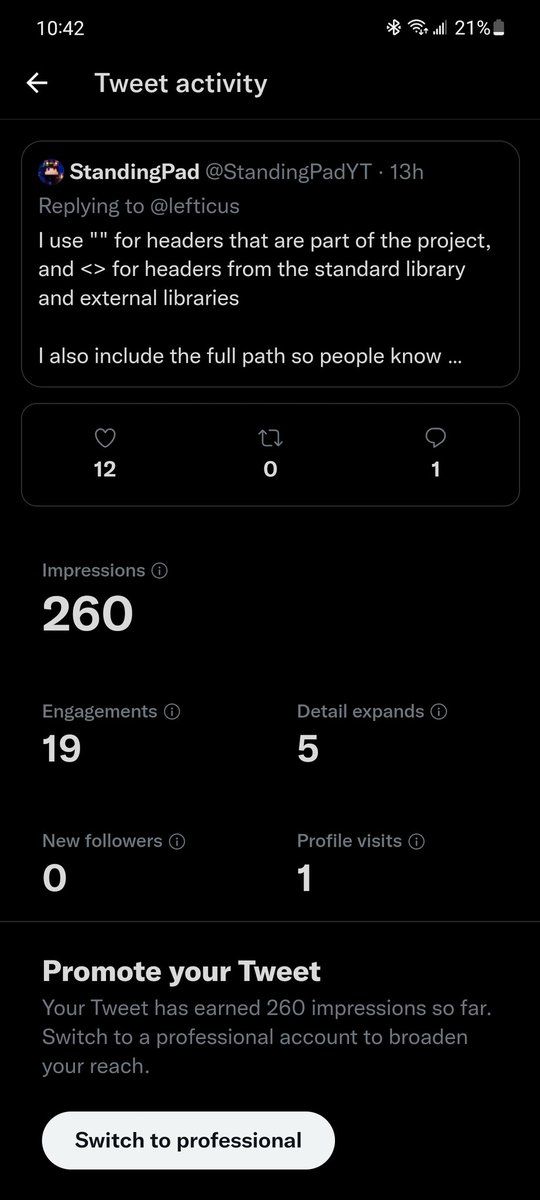 10:42
21%
Tweet activity
StandingPad @StandingPadYT · 13h
Replying to @lefticus
I use "" for headers that are part of the project,
and <> for headers from the standard library
and external libraries
I also include the full path so people know ...
12
0
1
Impressions
260
Engagements
Detail expands
19
5
New followers
Profile visits
0
1
Promote your Tweet
Your Tweet has earned 260 impressions so far.
Switch to a professional account to broaden
your reach.
Switch to professional